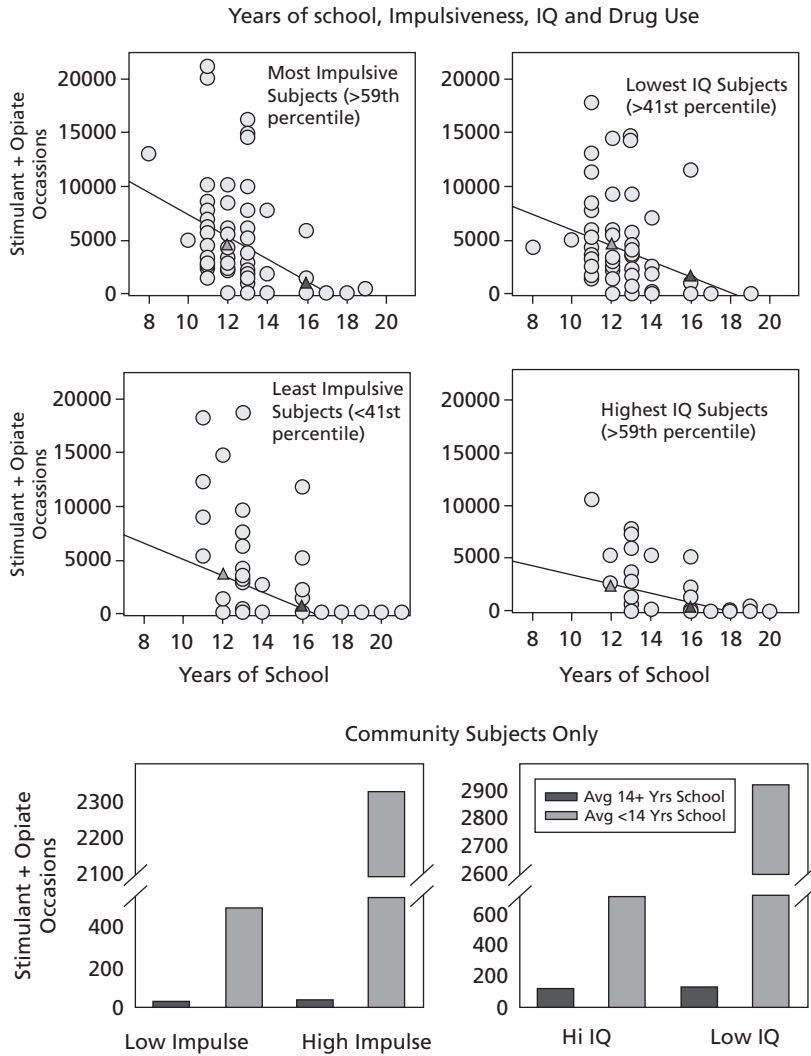 Years of school, Impulsiveness, IQ and Drug Use
Stimulant + Opiate
Occassions
20000
15000
10000
5000
0
Most Impulsive
Subjects (>59th
percentile)
8 10 12 14 16 18 20
20000
15000
10000
5000
0
Lowest IQ Subjects
(>41st percentile)
8 10 12 14 16 18 20
Stimulant + Opiate
Occassions
20000
15000
10000
5000
0
Least Impulsive
Subjects (<41st
percentile)
8 10 12 14 16 18 20
Years of School
20000
15000
10000
5000
0
Highest IQ Subjects
(>59th percentile)
8 10 12 14 16 18 20
Years of School
Community Subjects Only
Stimulant + Opiate
Occasions
2300
2200
2100
400
200
0
Low Impulse High Impulse
2900
2800
2700
2600
600
400
200
0
Avg 14+ Yrs School
Avg <14 Yrs School
Hi IQ Low IQ